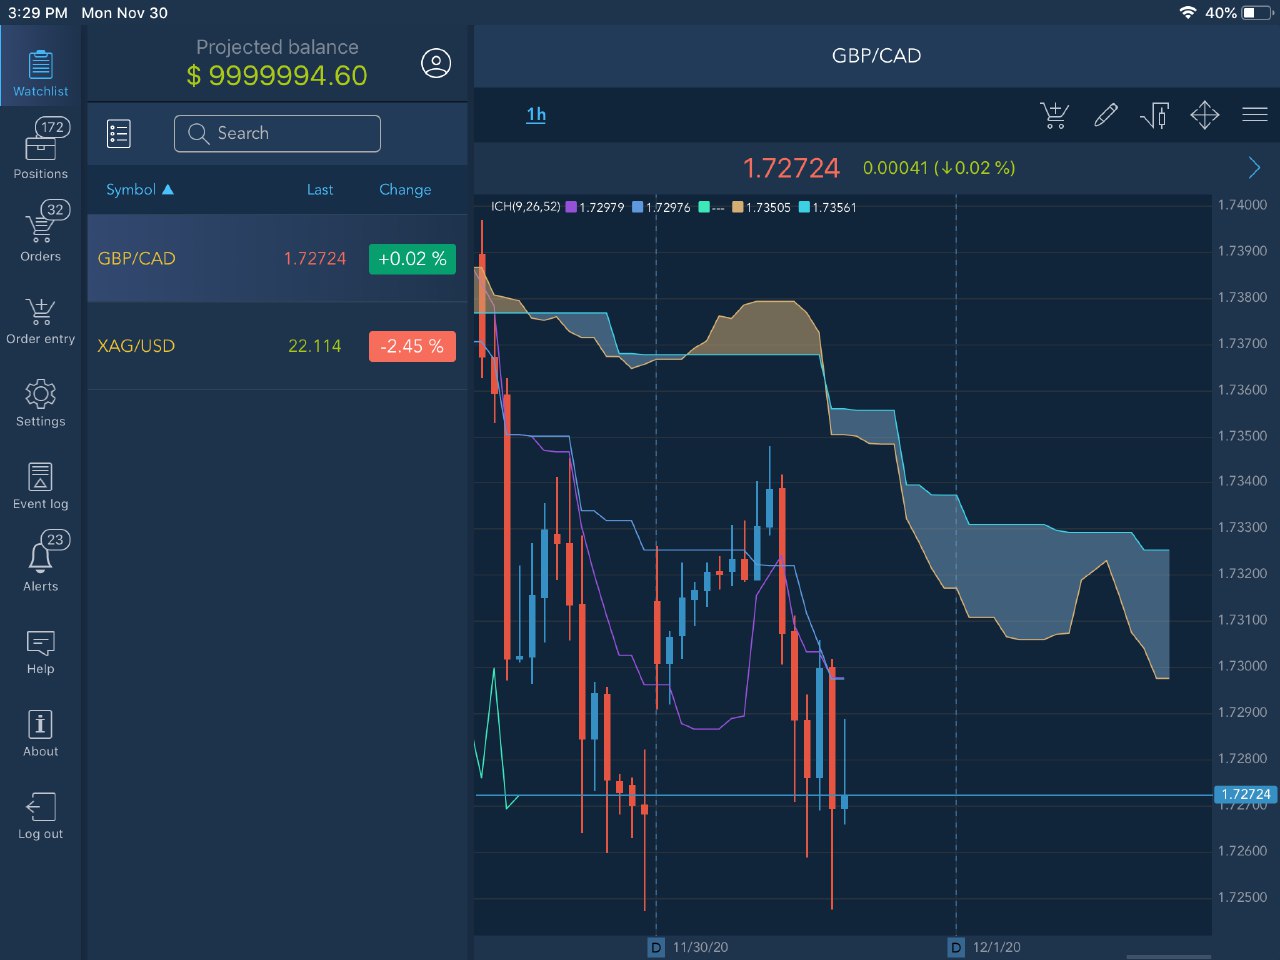 3:29 PM Mon Nov 30 40%
Watchlist
172
Positions
32
Orders
Order entry
Settings
Event log
23
Alerts
Help
About
Log out
Projected balance
$ 9999994.60
Search
Symbol ▲ Last Change
GBP/CAD 1.72724 +0.02 %
XAG/USD 22.114 -2.45 %
GBP/CAD
1h
1.72724 0.00041 (↓0.02 %)
ICH(9,26,52) 1.72979 1.72976 --- 1.73505 1.73561
1.74000
1.73900
1.73800
1.73700
1.73600
1.73500
1.73400
1.73300
1.73200
1.73100
1.73000
1.72900
1.72800
1.72724
1.72700
1.72600
1.72500
D 11/30/20 D 12/1/20